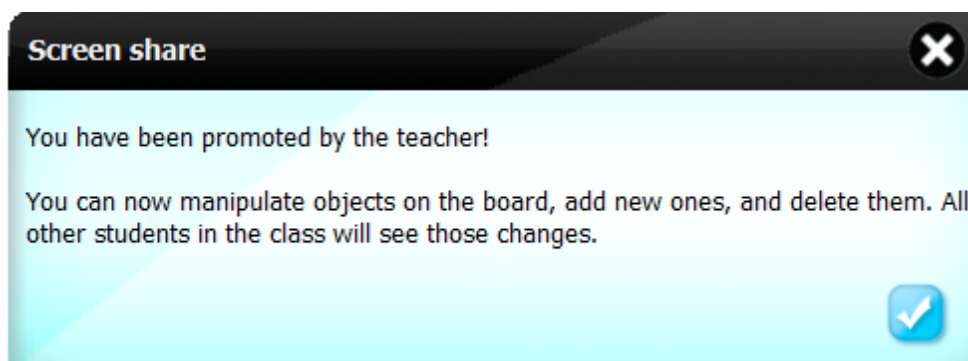 Screen share
You have been promoted by the teacher!
You can now manipulate objects on the board, add new ones, and delete them. All
other students in the class will see those changes.